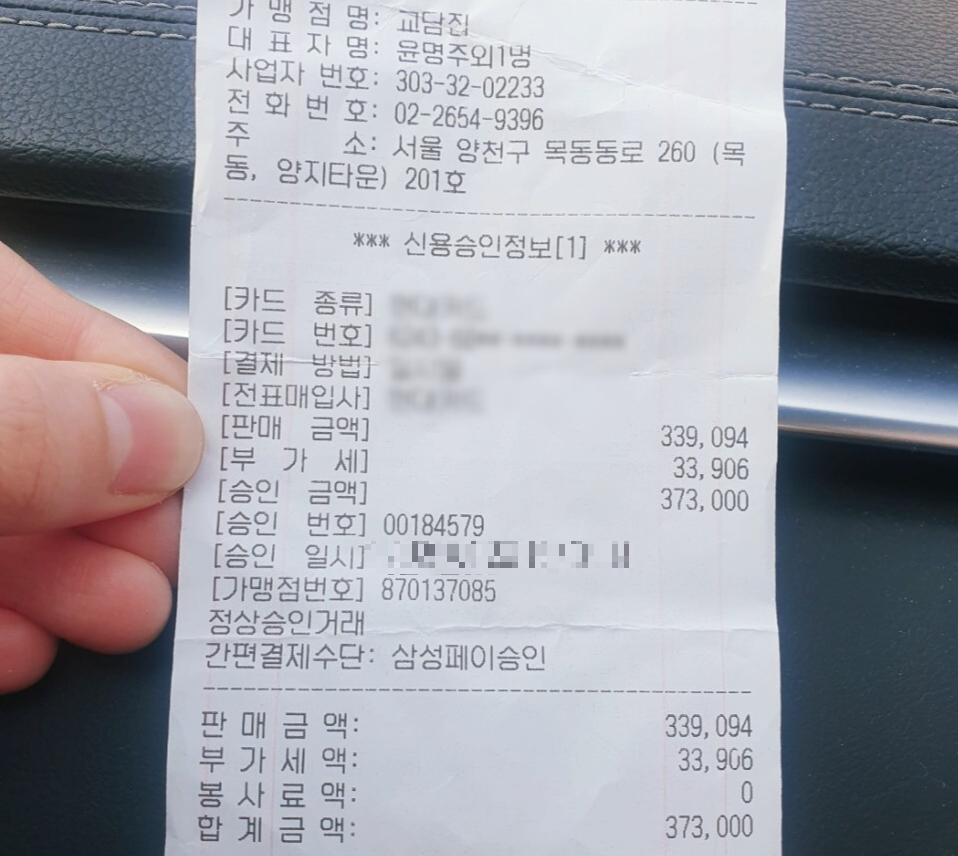 가 맹 점 명: 교담집
대 표 자 명: 윤명주외1명
사업자 번호: 303-32-02233
전 화 번 호: 02-2654-9396
주 소: 서울 양천구 목동동로 260 (목
동, 양지타운) 201호
*** 신용승인정보[1] ***
[카드 종류]
[카드 번호]
[결제 방법]
[전표매입사]
[판매 금액] 339,094
[부 가 세] 33,906
[승인 금액] 373,000
[승인 번호] 00184579
[승인 일시]
[가맹점번호] 870137085
정상승인거래
간편결제수단: 삼성페이승인
판 매 금 액: 339,094
부 가 세 액: 33,906
봉 사 료 액: 0
합 계 금 액: 373,000